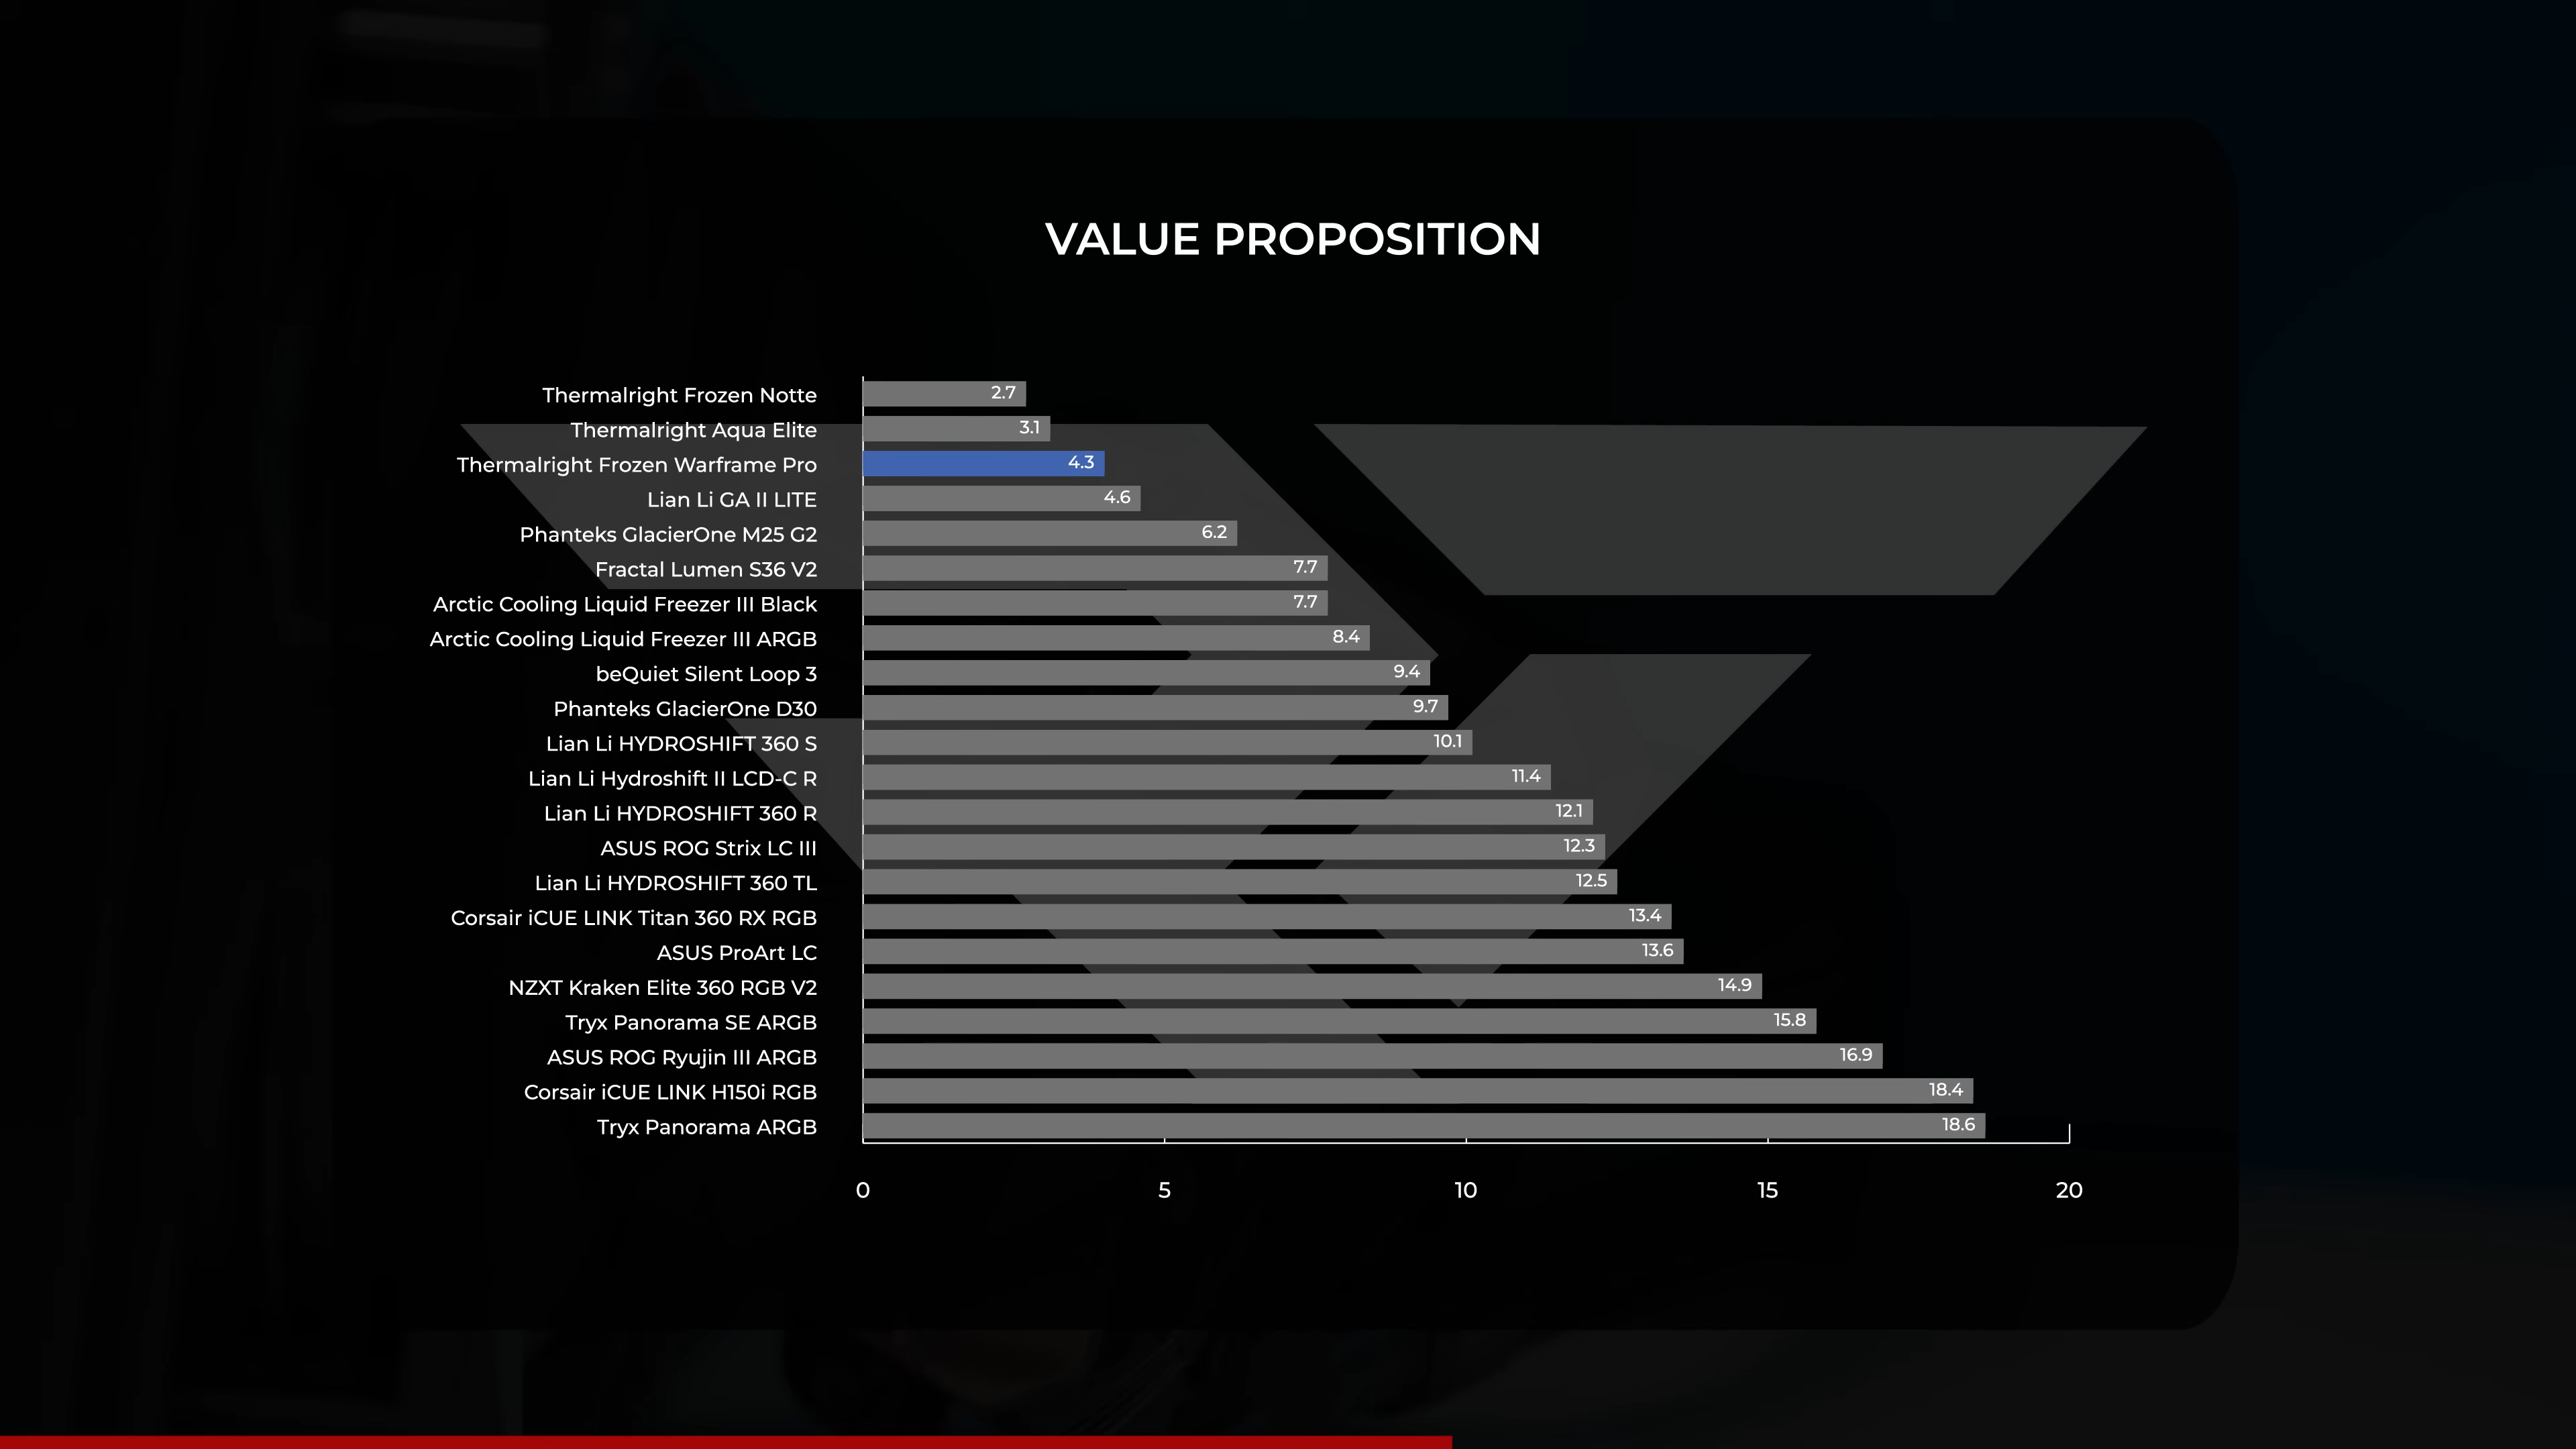 VALUE PROPOSITION
Thermalright Frozen Notte 2.7
Thermalright Aqua Elite 3.1
Thermalright Frozen Warframe Pro 4.3
Lian Li GA II LITE 4.6
Phanteks GlacierOne M25 G2 6.2
Fractal Lumen S36 V2 7.7
Arctic Cooling Liquid Freezer III Black 7.7
Arctic Cooling Liquid Freezer III ARGB 8.4
beQuiet Silent Loop 3 9.4
Phanteks GlacierOne D30 9.7
Lian Li HYDROSHIFT 360 S 10.1
Lian Li Hydroshift II LCD-C R 11.4
Lian Li HYDROSHIFT 360 R 12.1
ASUS ROG Strix LC III 12.3
Lian Li HYDROSHIFT 360 TL 12.5
Corsair iCUE LINK Titan 360 RX RGB 13.4
ASUS ProArt LC 13.6
NZXT Kraken Elite 360 RGB V2 14.9
Tryx Panorama SE ARGB 15.8
ASUS ROG Ryujin III ARGB 16.9
Corsair iCUE LINK H150i RGB 18.4
Tryx Panorama ARGB 18.6
0 5 10 15 20